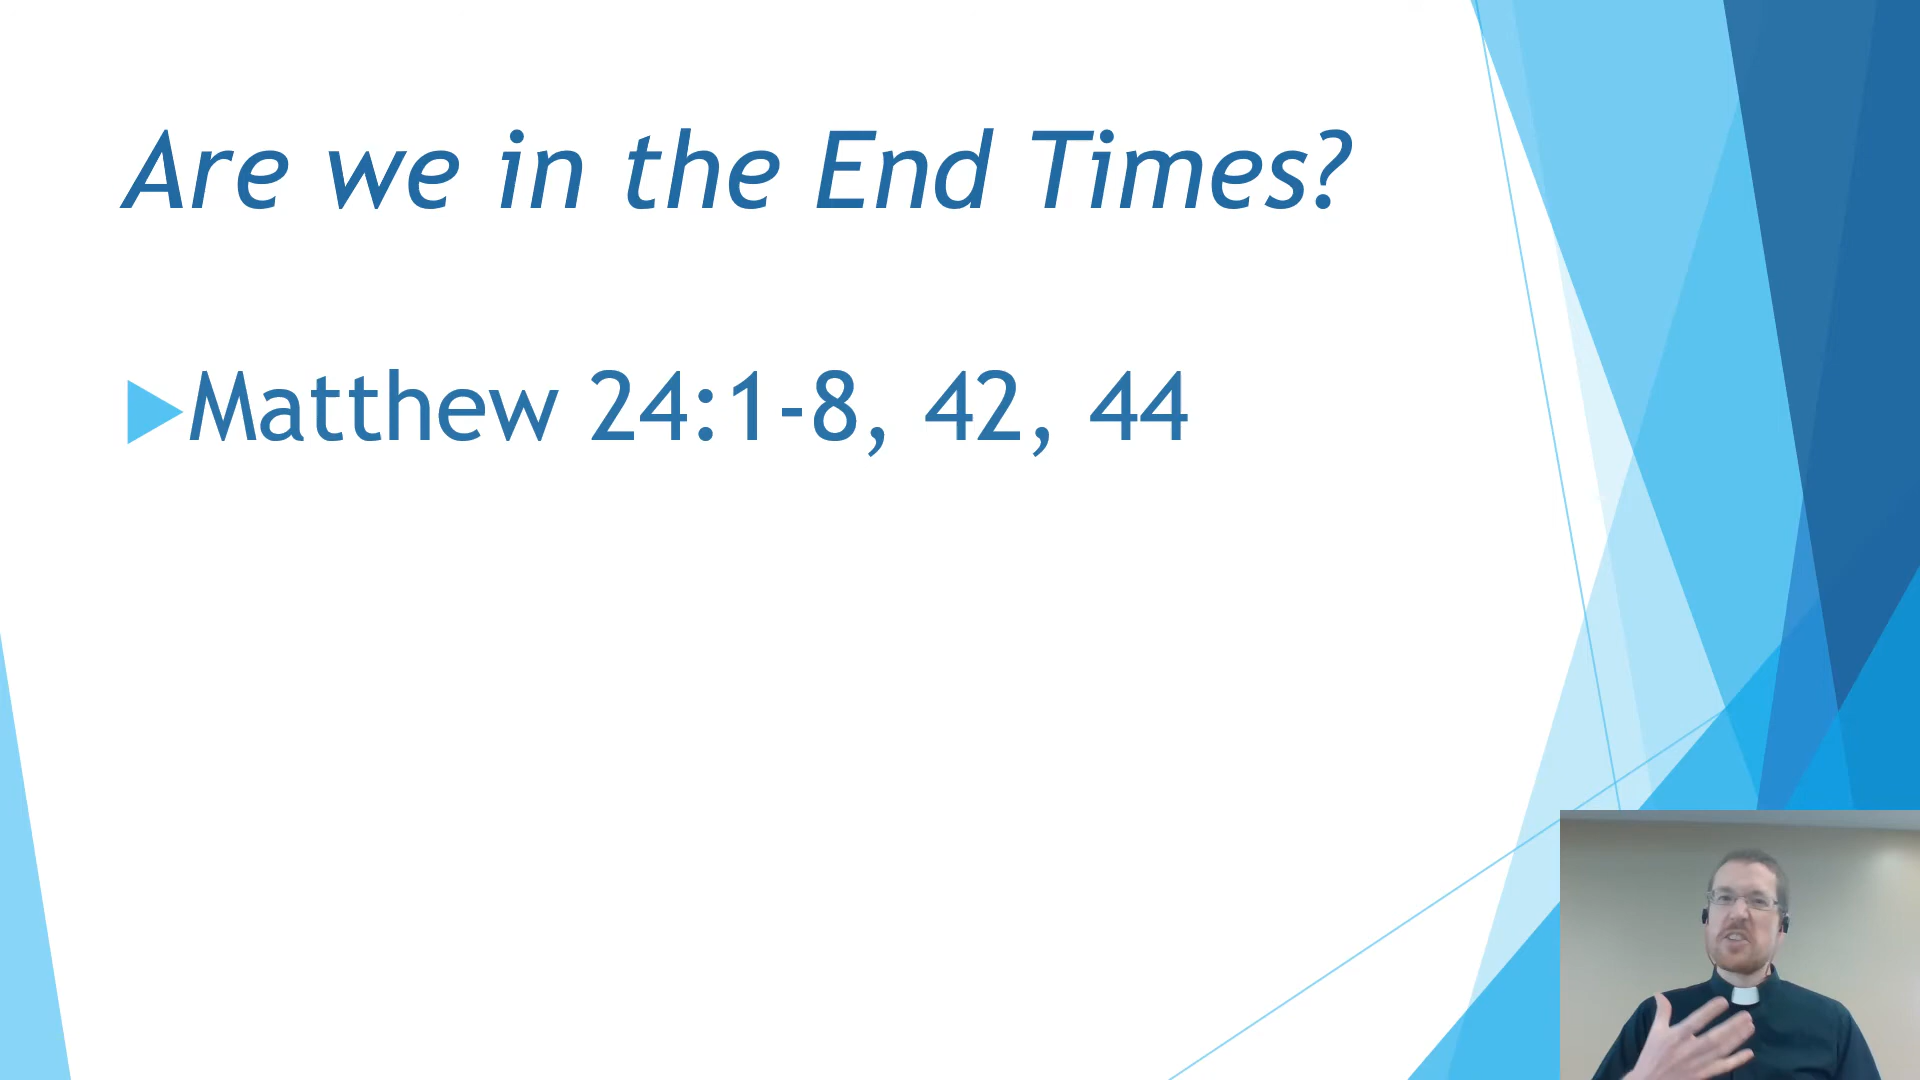 Are we in the End Times?
Matthew 24:1-8, 42, 44